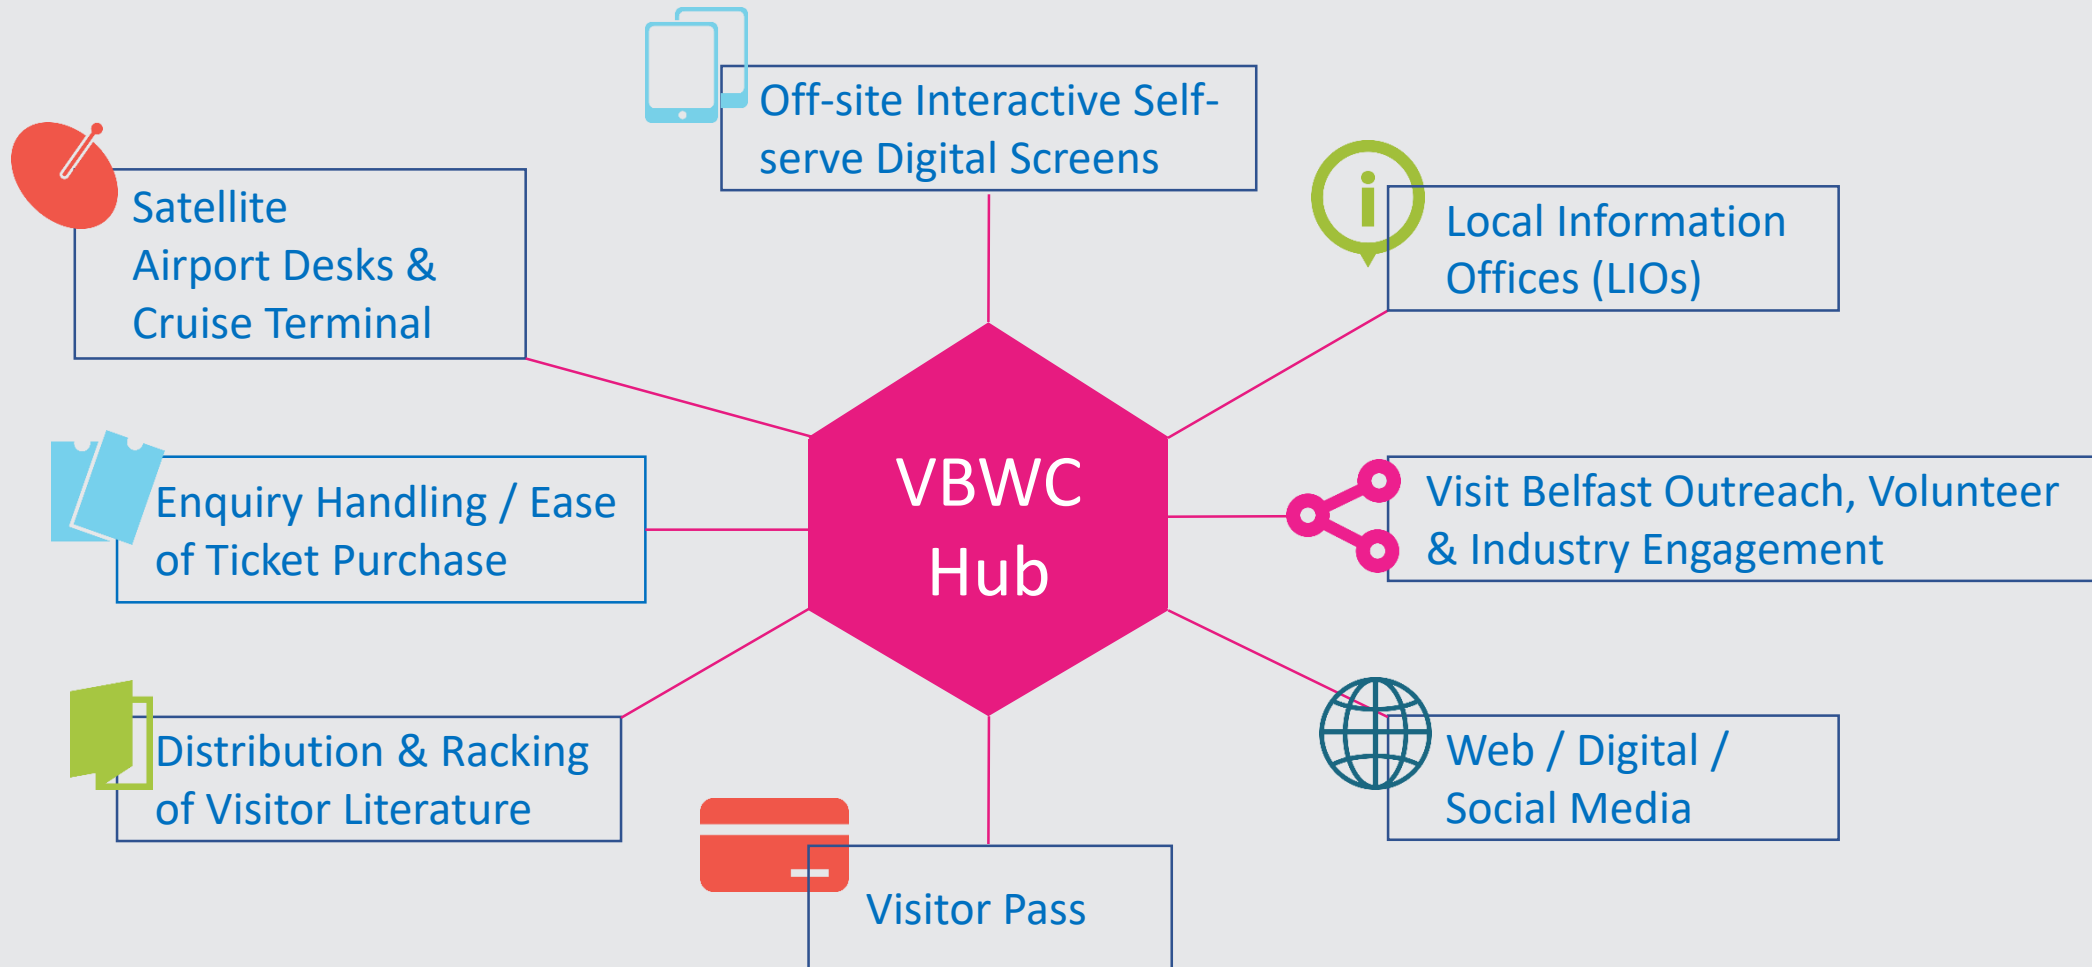 Off-site Interactive Self-
serve Digital Screens
Satellite
Airport Desks &
Cruise Terminal
Local Information
Offices (LIOs)
VBWC
Hub
Enquiry Handling / Ease
of Ticket Purchase
Visit Belfast Outreach, Volunteer
& Industry Engagement
Distribution & Racking
of Visitor Literature
Web / Digital /
Social Media
Visitor Pass